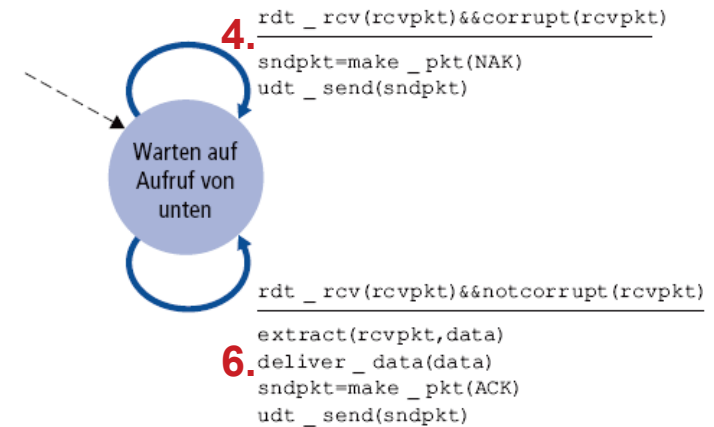 4.
rdt _ rcv(rcvpkt)&&corrupt(rcvpkt)
sndpkt=make _ pkt(NAK)
udt _ send(sndpkt)
Warten auf
Aufruf von
unten
rdt _ rcv(rcvpkt)&&notcorrupt(rcvpkt)
6.
extract(rcvpkt,data)
deliver _ data(data)
sndpkt=make _ pkt(ACK)
udt _ send(sndpkt)